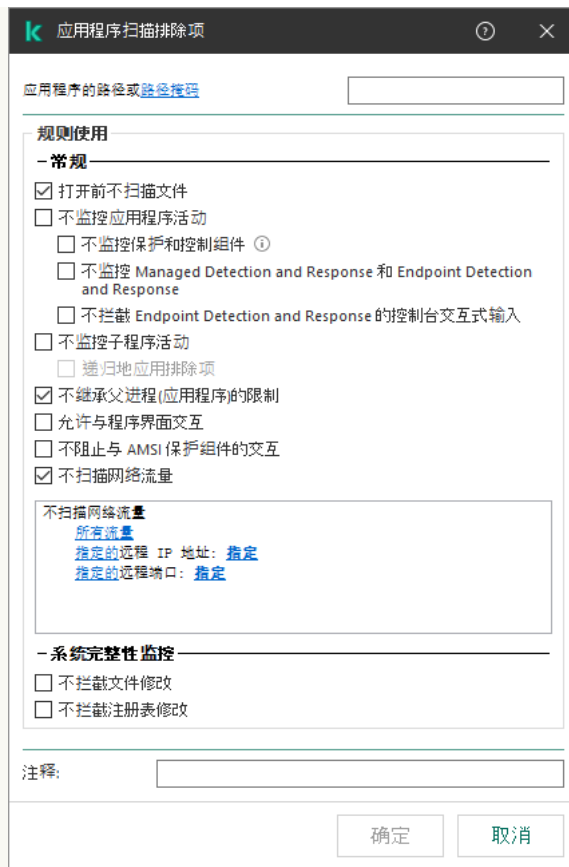 应用程序扫描排除项
应用程序的路径或路径掩码
规则使用
常规
打开前不扫描文件
不监控应用程序活动
不监控保护和控制组件
不监控 Managed Detection and Response 和 Endpoint Detection
and Response
不拦截 Endpoint Detection and Response 的控制台交互式输入
不监控子程序活动
递归地应用排除项
不继承父进程(应用程序)的限制
允许与程序界面交互
不阻止与 AMSI 保护组件的交互
不扫描网络流量
不扫描网络流量
所有流量
指定的远程 IP 地址: 指定
指定的远程端口: 指定
系统完整性监控
不拦截文件修改
不拦截注册表修改
注释:
确定 取消